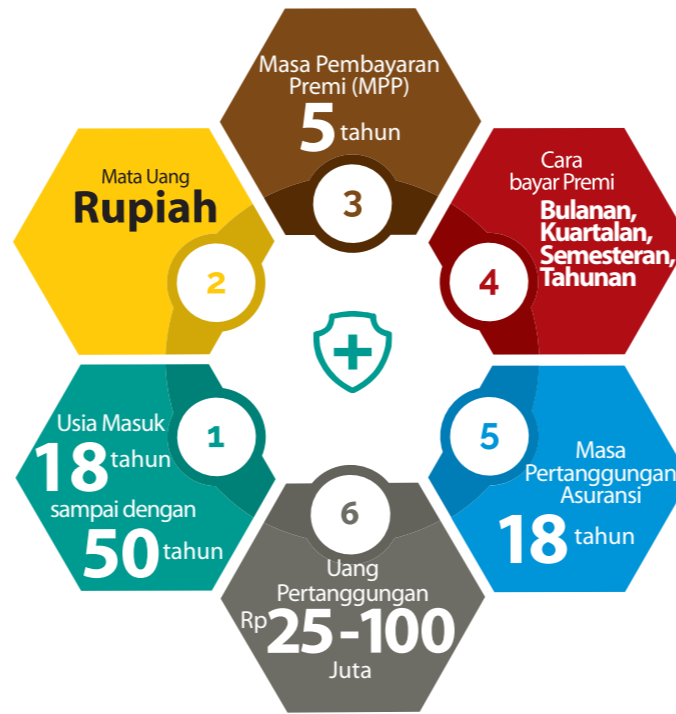 Masa Pembayaran
Premi (MPP)
5 tahun
3
Mata Uang
Rupiah
2
Cara
bayar Premi
Bulanan,
Kuartalan,
Semesteran,
Tahunan
4
Usia Masuk
18 tahun
sampai dengan
50 tahun
1
5
Masa
Pertanggungan
Asuransi
18 tahun
6
Uang
Pertanggungan
Rp 25-100
Juta